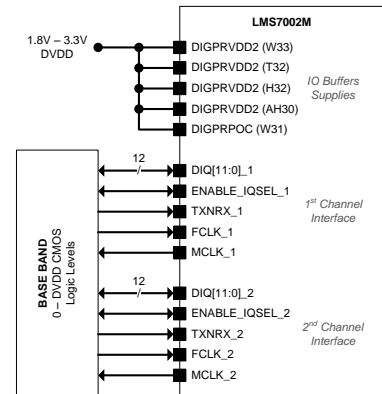 LMS7002M
1.8V – 3.3V
DVDD
DIGPRVDD2 (W33)
DIGPRVDD2 (T32)
DIGPRVDD2 (H32)
DIGPRVDD2 (AH30)
DIGPRPOC (W31)
IO Buffers
Supplies
BASE BAND
0 – DVDD CMOS
Logic Levels
12
DIQ[11:0]_1
ENABLE_IQSEL_1
TXNRX_1
FCLK_1
MCLK_1
1st Channel
Interface
12
DIQ[11:0]_2
ENABLE_IQSEL_2
TXNRX_2
FCLK_2
MCLK_2
2nd Channel
Interface